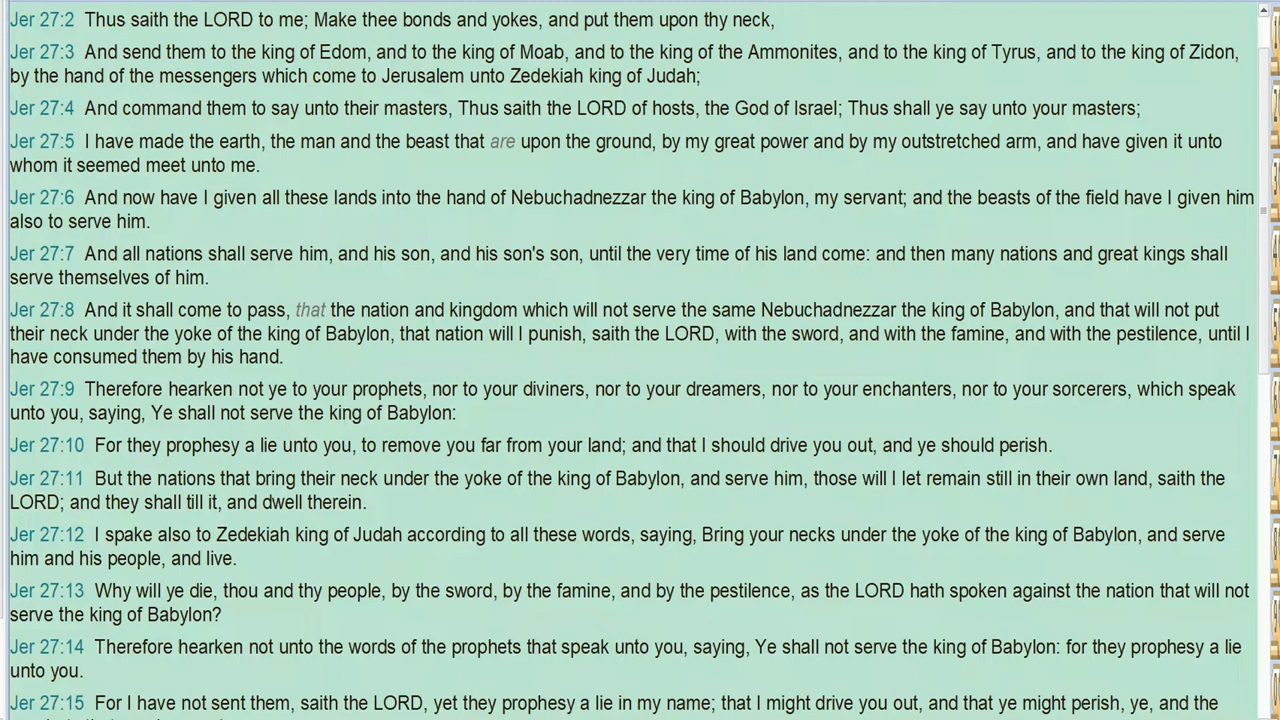 Jer 27:2 Thus saith the LORD to me; Make thee bonds and yokes, and put them upon thy neck,
Jer 27:3 And send them to the king of Edom, and to the king of Moab, and to the king of the Ammonites, and to the king of Tyrus, and to the king of Zidon,
by the hand of the messengers which come to Jerusalem unto Zedekiah king of Judah;
Jer 27:4 And command them to say unto their masters, Thus saith the LORD of hosts, the God of Israel; Thus shall ye say unto your masters;
Jer 27:5 I have made the earth, the man and the beast that are upon the ground, by my great power and by my outstretched arm, and have given it unto
whom it seemed meet unto me.
Jer 27:6 And now have I given all these lands into the hand of Nebuchadnezzar the king of Babylon, my servant; and the beasts of the field have I given him
also to serve him.
Jer 27:7 And all nations shall serve him, and his son, and his son's son, until the very time of his land come: and then many nations and great kings shall
serve themselves of him.
Jer 27:8 And it shall come to pass, that the nation and kingdom which will not serve the same Nebuchadnezzar the king of Babylon, and that will not put
their neck under the yoke of the king of Babylon, that nation will I punish, saith the LORD, with the sword, and with the famine, and with the pestilence, until I
have consumed them by his hand.
Jer 27:9 Therefore hearken not ye to your prophets, nor to your diviners, nor to your dreamers, nor to your enchanters, nor to your sorcerers, which speak
unto you, saying, Ye shall not serve the king of Babylon:
Jer 27:10 For they prophesy a lie unto you, to remove you far from your land; and that I should drive you out, and ye should perish.
Jer 27:11 But the nations that bring their neck under the yoke of the king of Babylon, and serve him, those will I let remain still in their own land, saith the
LORD; and they shall till it, and dwell therein.
Jer 27:12 I spake also to Zedekiah king of Judah according to all these words, saying, Bring your necks under the yoke of the king of Babylon, and serve
him and his people, and live.
Jer 27:13 Why will ye die, thou and thy people, by the sword, by the famine, and by the pestilence, as the LORD hath spoken against the nation that will not
serve the king of Babylon?
Jer 27:14 Therefore hearken not unto the words of the prophets that speak unto you, saying, Ye shall not serve the king of Babylon: for they prophesy a lie
unto you.
Jer 27:15 For I have not sent them, saith the LORD, yet they prophesy a lie in my name; that I might drive you out, and that ye might perish, ye, and the